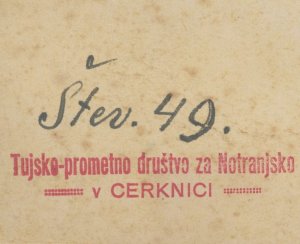 Štev. 49.
Tujsko-prometno društvo za Notranjsko
v CERKNICI